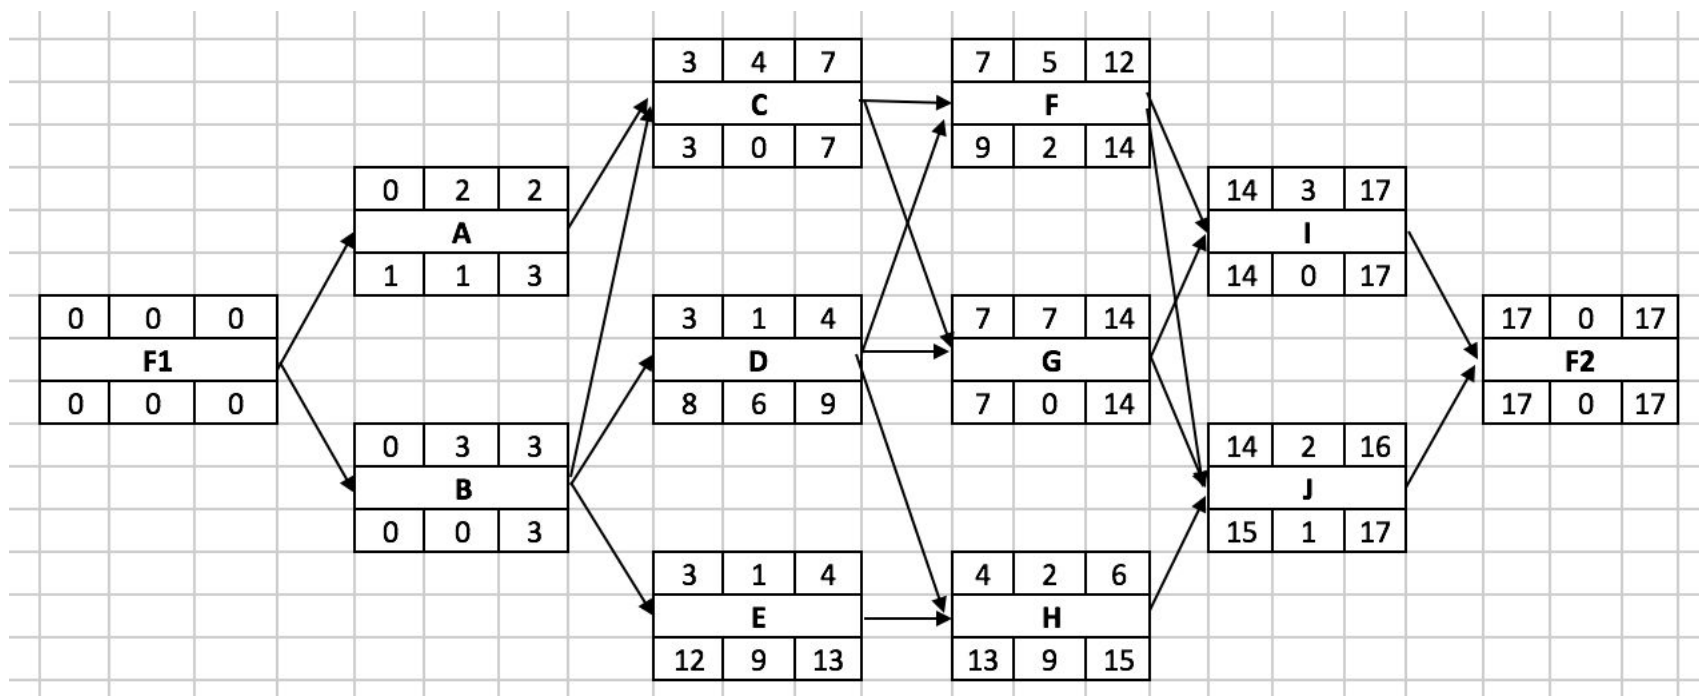 3 4 7
C
3 0 7
7 5 12
F
9 2 14
0 2 2
A
1 1 3
14 3 17
I
14 0 17
0 0 0
F1
0 0 0
3 1 4
D
8 6 9
7 7 14
G
7 0 14
17 0 17
F2
17 0 17
0 3 3
B
0 0 3
14 2 16
J
15 1 17
3 1 4
E
12 9 13
4 2 6
H
13 9 15